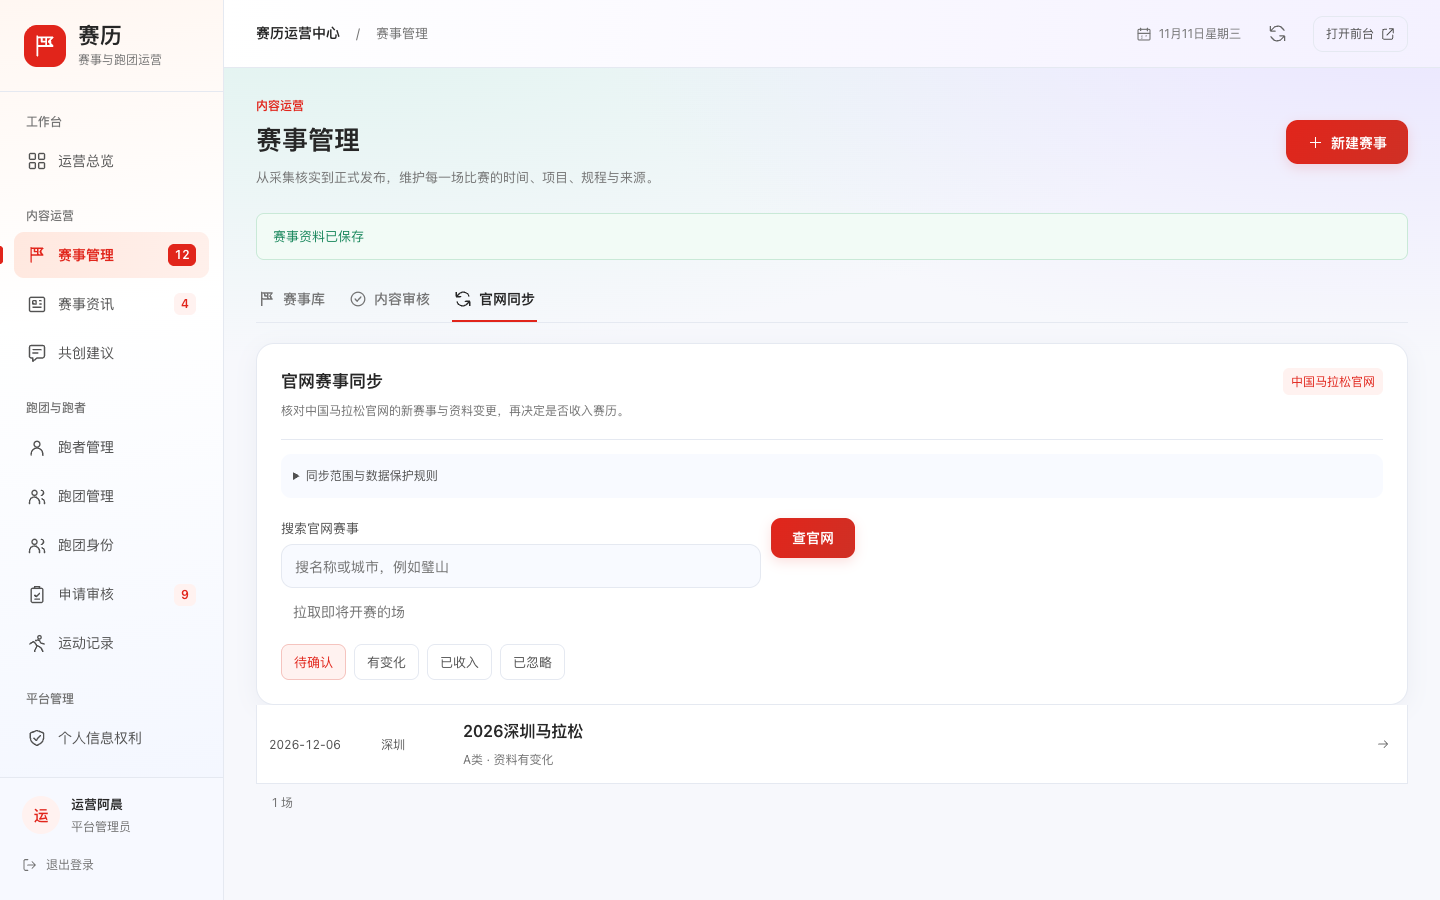 赛历
赛事与跑团运营
工作台
运营总览
内容运营
赛事管理 12
赛事资讯 4
共创建议
跑团与跑者
跑者管理
跑团管理
跑团身份
申请审核 9
运动记录
平台管理
个人信息权利
运
运营阿晨
平台管理员
退出登录
赛历运营中心 / 赛事管理
11月11日星期三
打开前台
内容运营
赛事管理
从采集核实到正式发布，维护每一场比赛的时间、项目、规程与来源。
新建赛事
赛事资料已保存
赛事库 内容审核 官网同步
官网赛事同步
中国马拉松官网
核对中国马拉松官网的新赛事与资料变更，再决定是否收入赛历。
同步范围与数据保护规则
搜索官网赛事
搜名称或城市，例如璧山
查官网
拉取即将开赛的场
待确认 有变化 已收入 已忽略
2026-12-06 深圳 2026深圳马拉松
A类 · 资料有变化
1 场